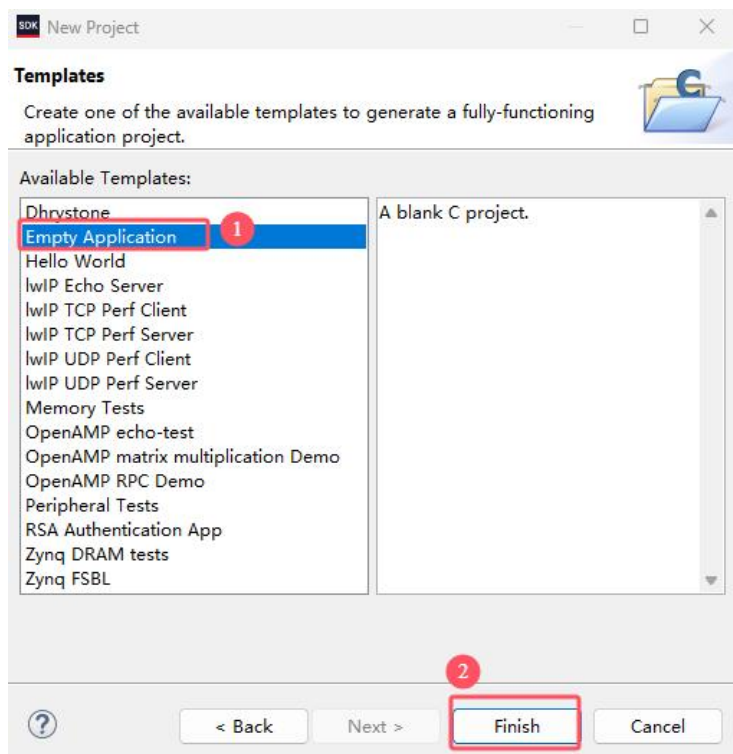 SDK New Project
Templates
Create one of the available templates to generate a fully-functioning
application project.
C
Available Templates:
Dhrystone
Empty Application
1
Hello World
lwIP Echo Server
lwIP TCP Perf Client
lwIP TCP Perf Server
lwIP UDP Perf Client
lwIP UDP Perf Server
Memory Tests
OpenAMP echo-test
OpenAMP matrix multiplication Demo
OpenAMP RPC Demo
Peripheral Tests
RSA Authentication App
Zynq DRAM tests
Zynq FSBL
A blank C project.
2
? < Back Next > Finish Cancel